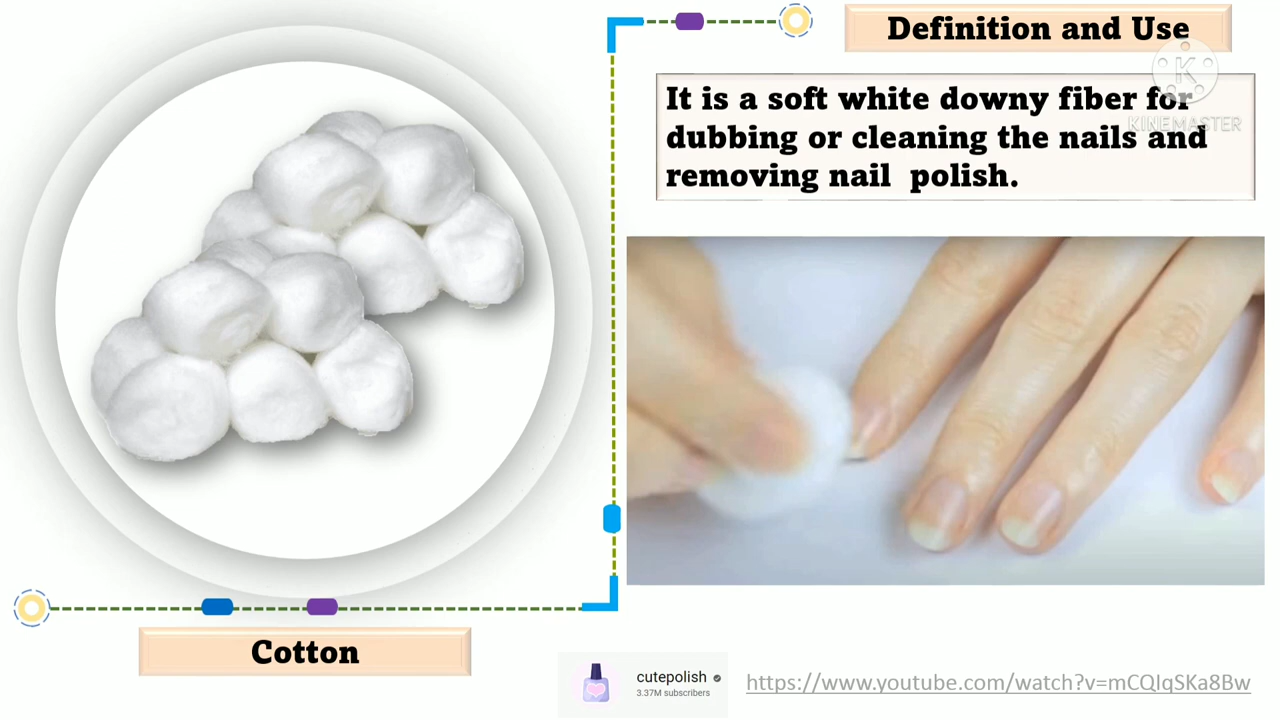 Definition and Use
It is a soft white downy fiber for
dubbing or cleaning the nails and
removing nail polish.
K
KINEMASTER
Cotton
cutepolish
3.37M subscribers
https://www.youtube.com/watch?v=mCQIqSKa8Bw